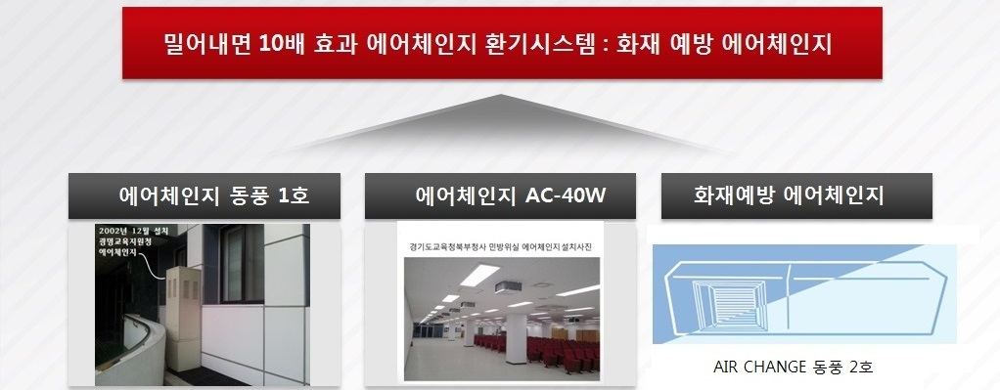 밀어내면 10배 효과 에어체인지 환기시스템 : 화재 예방 에어체인지
에어체인지 동풍 1호
에어체인지 AC-40W
화재예방 에어체인지
2002년 12월 설치
광명교육지원청
에어체인지
경기도교육청북부청사 민방위실 에어체인지 설치사진
AIR CHANGE 동풍 2호